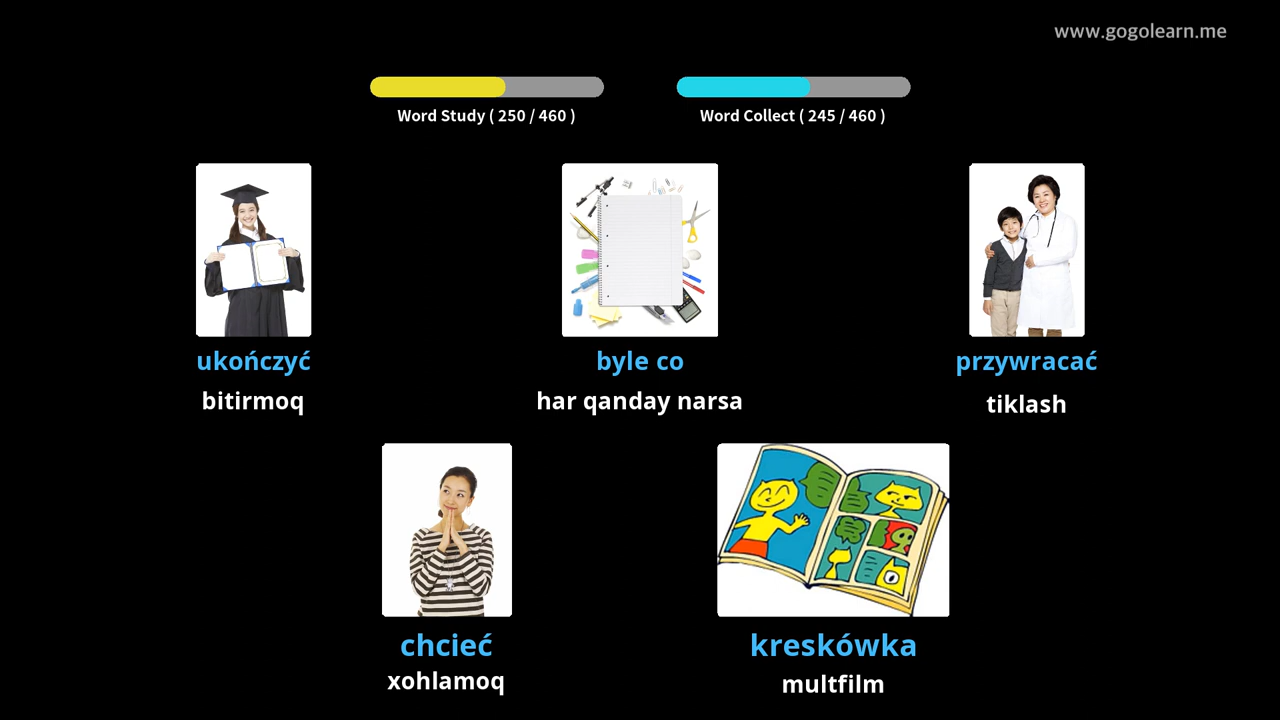 www.gogolearn.me
Word Study ( 250 / 460 )
Word Collect ( 245 / 460 )
ukończyć
byle co
przywracać
bitirmoq
har qanday narsa
tiklash
chcieć
kreskówka
xohlamoq
multfilm